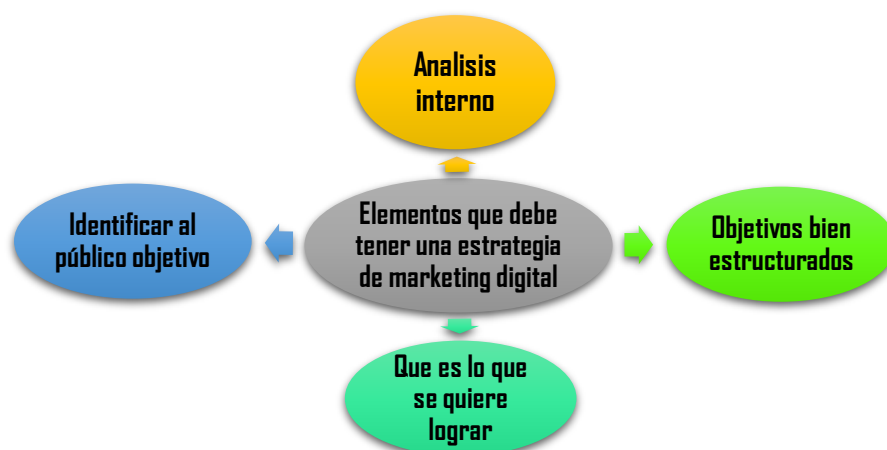 Analisis
interno
Identificar al
público objetivo
Elementos que debe
tener una estrategia
de marketing digital
Objetivos bien
estructurados
Que es lo que
se quiere
lograr